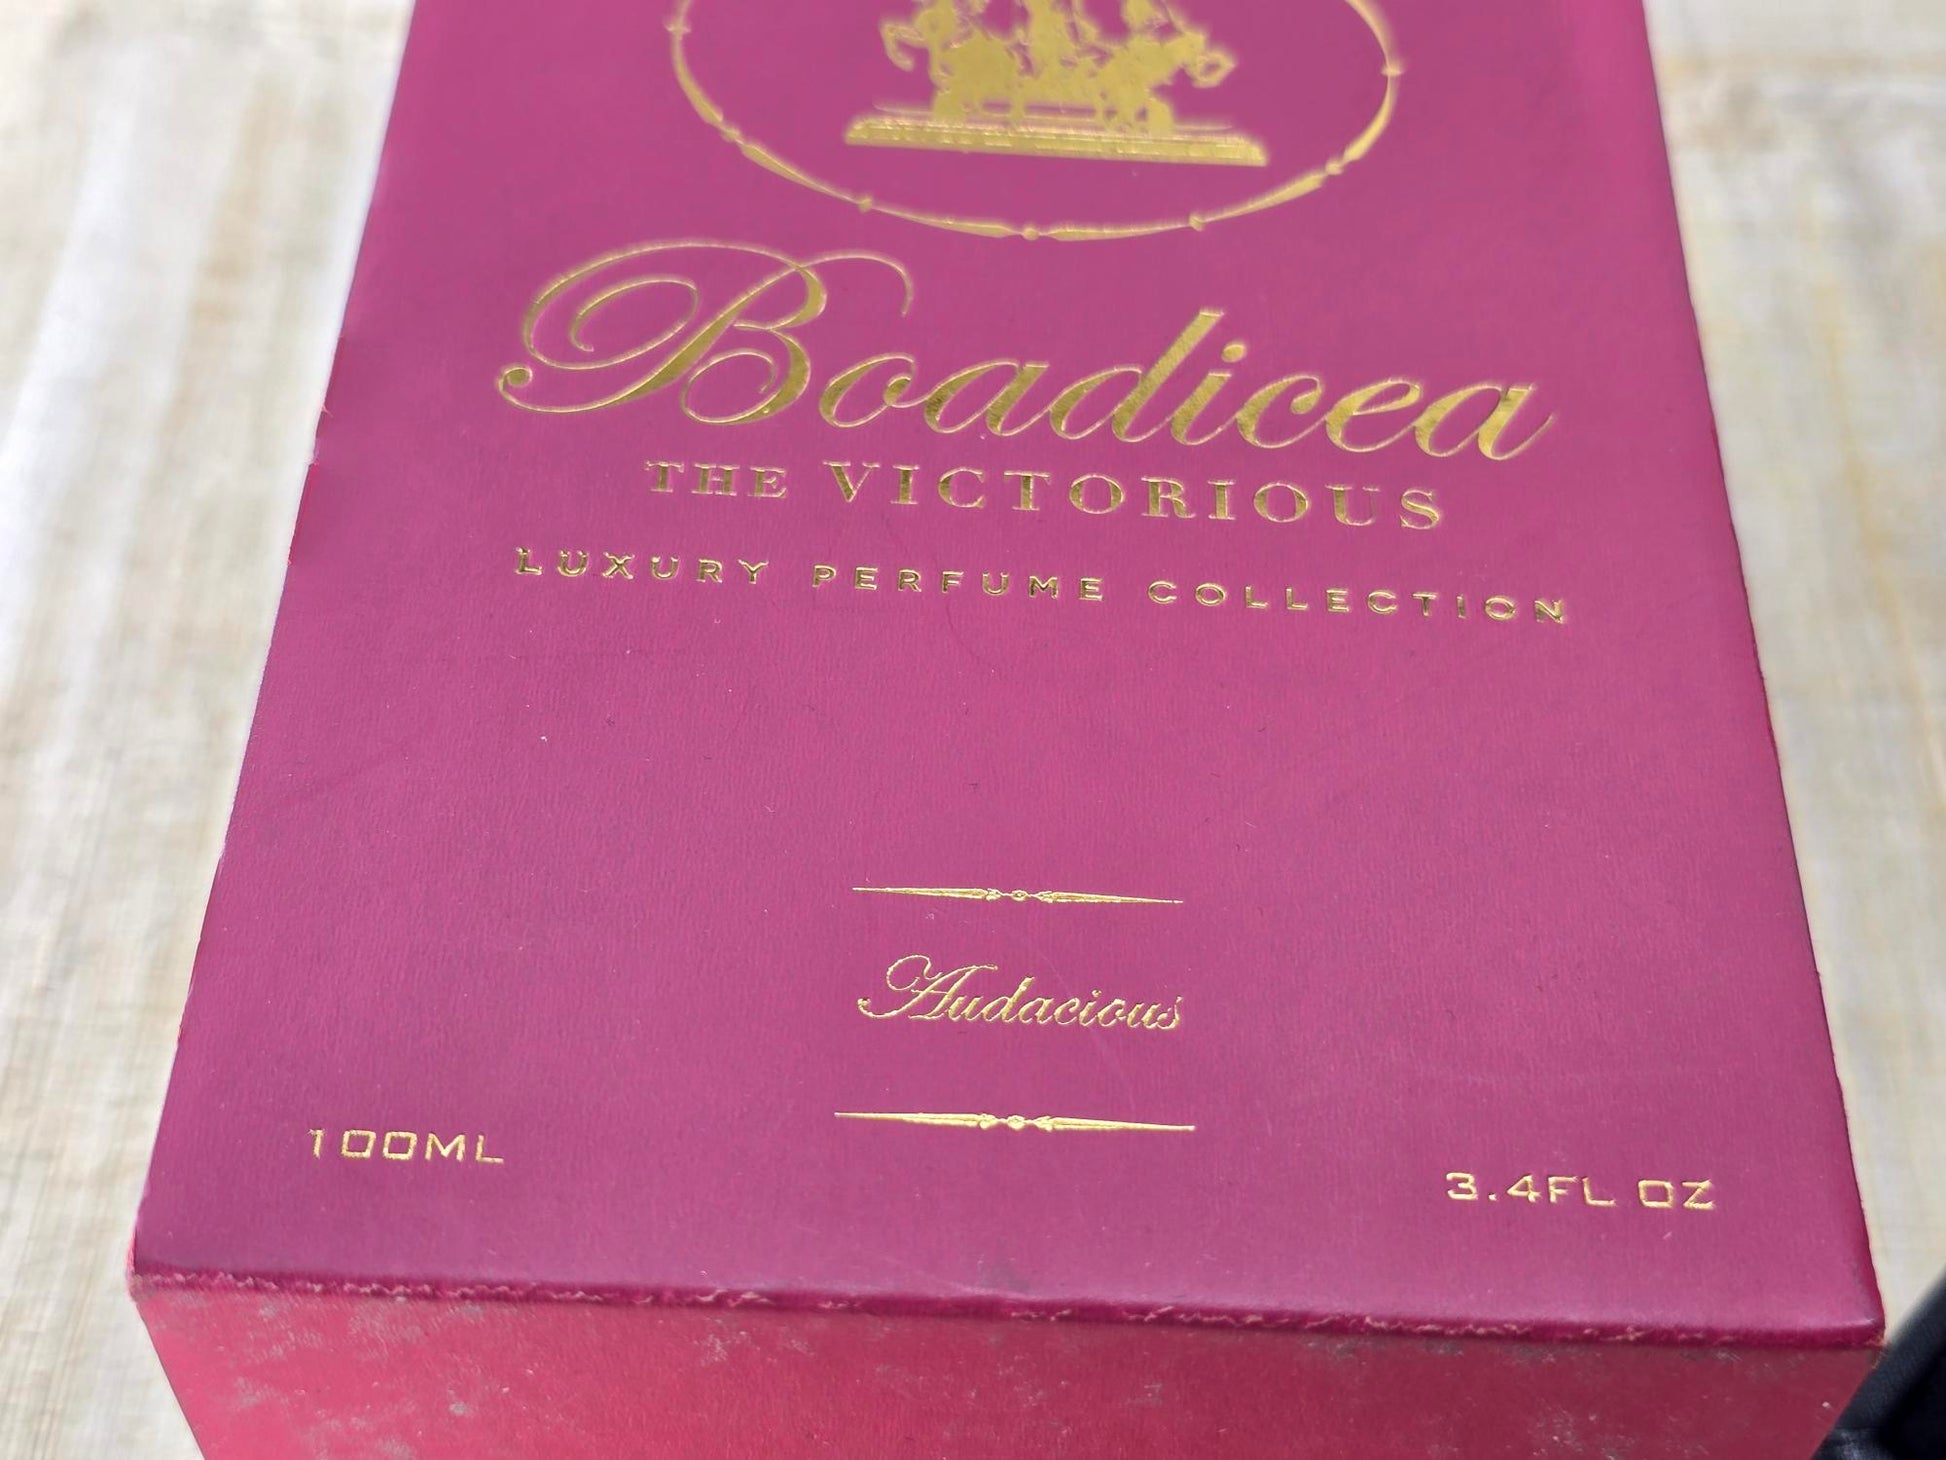 Boadicea
THE VICTORIOUS
LUXURY PERFUME COLLECTION
Audacious
100ML
3.4FL OZ